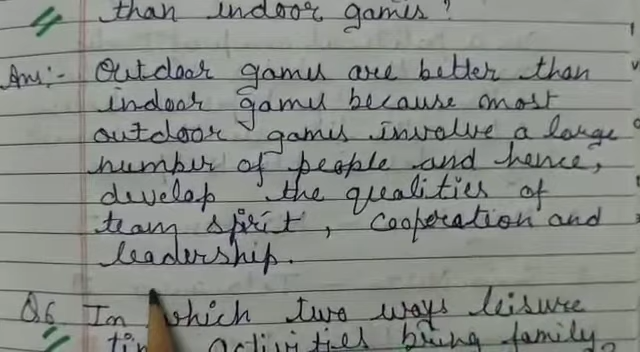 than indoor games?
Ans:- Outdoor games are better than
indoor games because most
outdoor games involve a large
number of people and hence,
develop the qualities of
team spirit, cooperation and
leadership.
Q6 In which two ways leisure
activities bring family